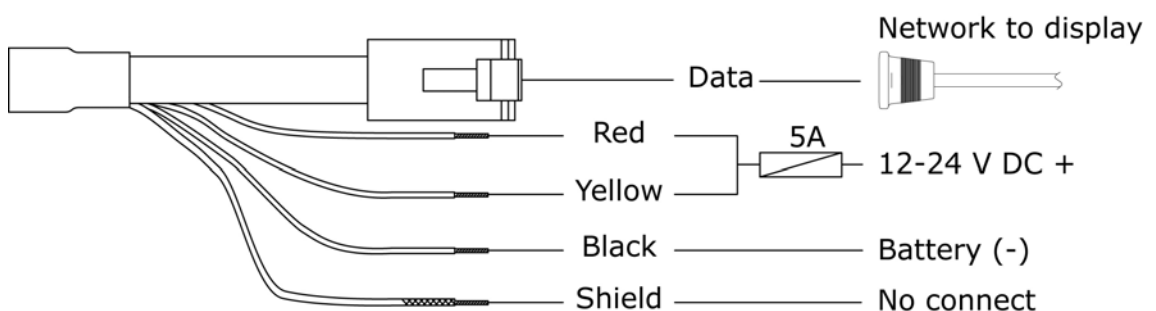 Network to display
Data
Red
5A
12-24 V DC +
Yellow
Black
Battery (-)
Shield
No connect